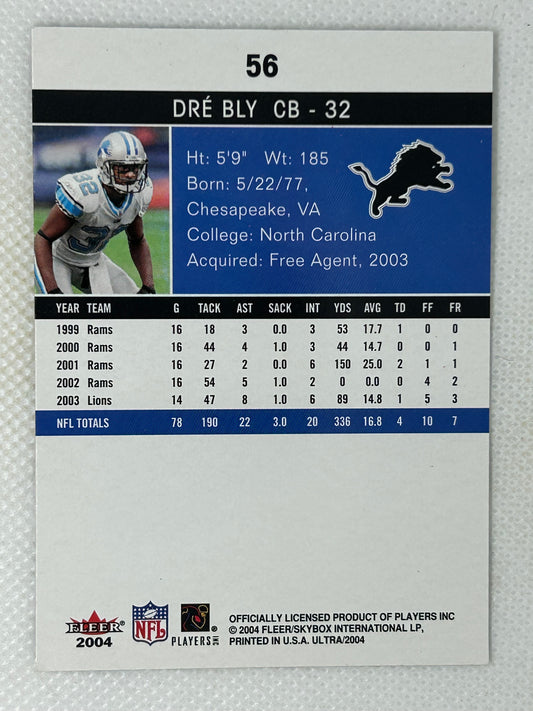 56
DRÉ BLY CB - 32
32
Ht: 5'9" Wt: 185
Born: 5/22/77,
Chesapeake, VA
College: North Carolina
Acquired: Free Agent, 2003
YEAR TEAM G TACK AST SACK INT YDS AVG TD FF FR
1999 Rams 16 18 3 0.0 3 53 17.7 1 0 0
2000 Rams 16 44 4 1.0 3 44 14.7 0 0 1
2001 Rams 16 27 2 0.0 6 150 25.0 2 1 1
2002 Rams 16 54 5 1.0 2 0 0.0 0 4 2
2003 Lions 14 47 8 1.0 6 89 14.8 1 5 3
NFL TOTALS 78 190 22 3.0 20 336 16.8 4 10 7
FLEER
2004
NFL
PLAYERS INC
OFFICIALLY LICENSED PRODUCT OF PLAYERS INC
© 2004 FLEER/SKYBOX INTERNATIONAL LP,
PRINTED IN U.S.A. ULTRA/2004